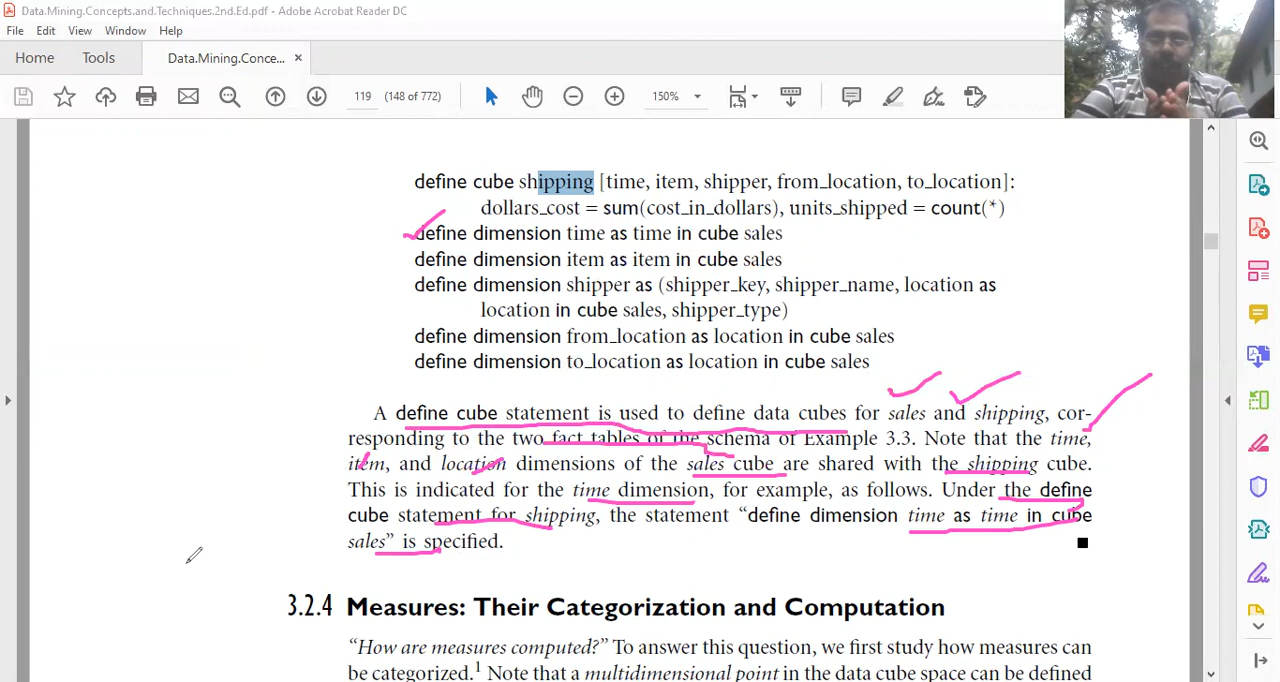 Data.Mining.Concepts.and.Techniques.2nd.Ed.pdf - Adobe Acrobat Reader DC
File Edit View Window Help
Home Tools Data.Mining.Conce... ×
119 (148 of 772) 150%
define cube shipping [time, item, shipper, from_location, to_location]:
dollars_cost = sum(cost_in_dollars), units_shipped = count(*)
define dimension time as time in cube sales
define dimension item as item in cube sales
define dimension shipper as (shipper_key, shipper_name, location as
location in cube sales, shipper_type)
define dimension from_location as location in cube sales
define dimension to_location as location in cube sales
A define cube statement is used to define data cubes for sales and shipping, cor-
responding to the two fact tables of the schema of Example 3.3. Note that the time,
item, and location dimensions of the sales cube are shared with the shipping cube.
This is indicated for the time dimension, for example, as follows. Under the define
cube statement for shipping, the statement “define dimension time as time in cube
sales” is specified.
3.2.4 Measures: Their Categorization and Computation
“How are measures computed?” To answer this question, we first study how measures can
be categorized.1 Note that a multidimensional point in the data cube space can be defined